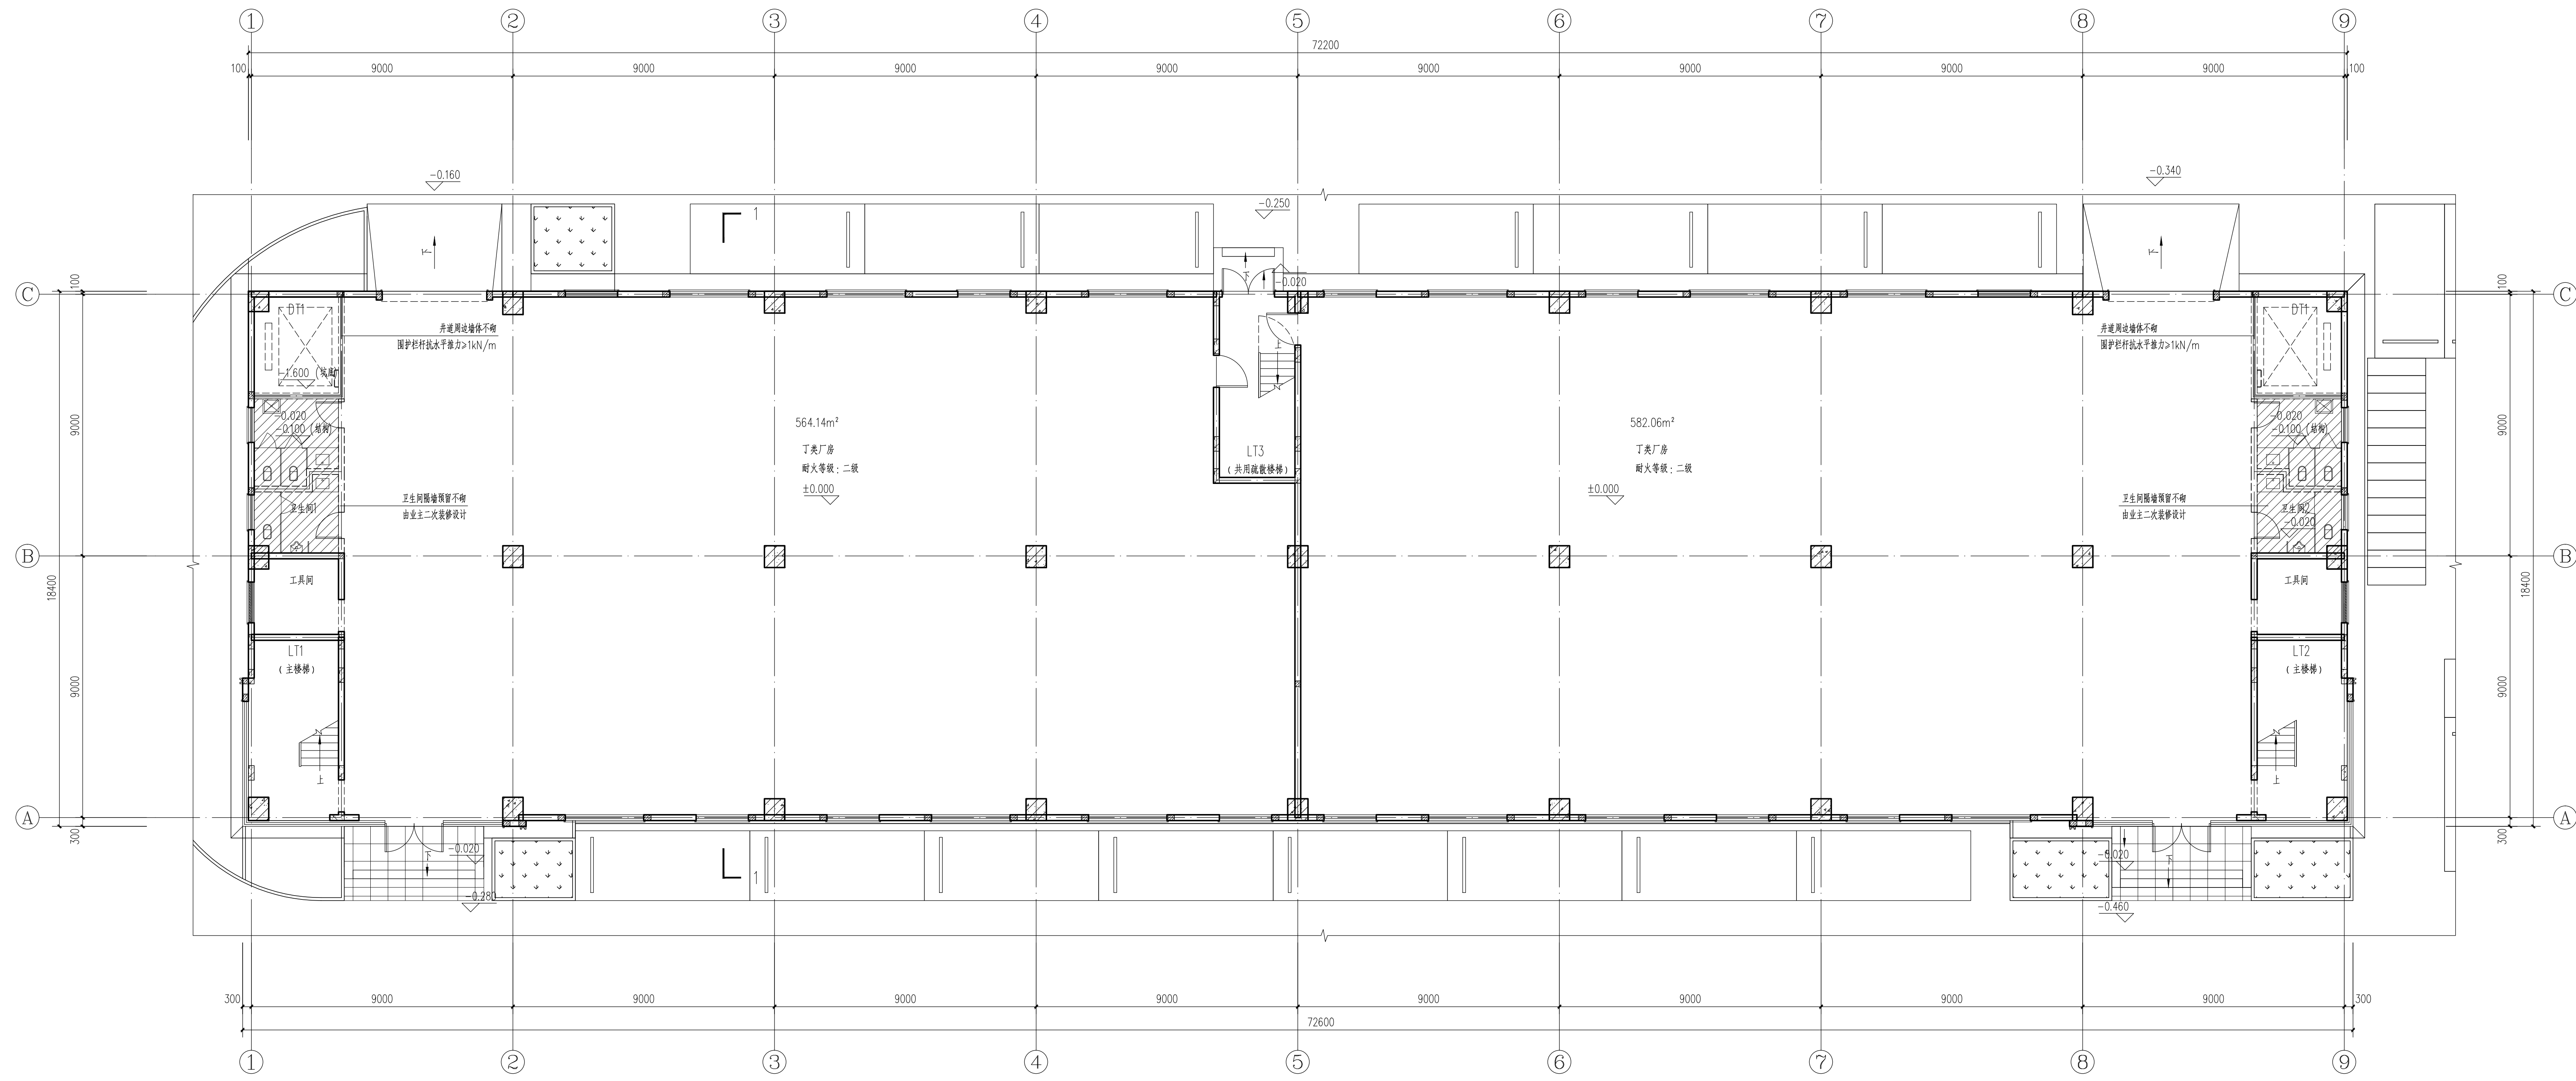 1 2 3 4 5 6 7 8 9
72200
100 9000 9000 9000 9000 9000 9000 9000 9000 100
-0.160
-0.340
-0.250
1
下
下
下
-0.020
C
C
100
100
DT1
DT1
井道周边墙体不砌
围护栏杆抗水平推力≥1kN/m
井道周边墙体不砌
围护栏杆抗水平推力≥1kN/m
上
-1.600 (坑底)
-0.020
-0.100 (结构)
-0.020
-0.100 (结构)
9000
9000
564.14m²
582.06m²
丁类厂房
耐火等级：二级
丁类厂房
耐火等级：二级
LT3
(共用疏散楼梯)
±0.000
±0.000
卫生间隔墙预留不砌
由业主二次装修设计
卫生间隔墙预留不砌
由业主二次装修设计
卫生间1
卫生间2
-0.020
B
B
18400
18400
工具间
工具间
LT1
(主楼梯)
LT2
(主楼梯)
9000
9000
上
上
A
A
300
300
-0.020
下
-0.020
下
1
-0.280
-0.460
300 9000 9000 9000 9000 9000 9000 9000 9000 300
72600
1 2 3 4 5 6 7 8 9